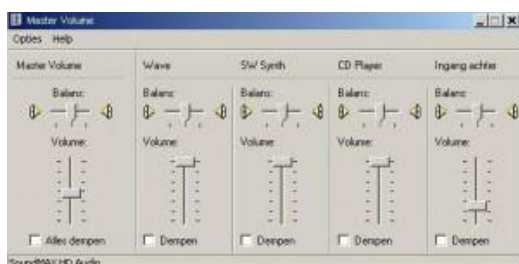 Master Volume
Opties Help
Master Volume Wave SW Synth CD Player Ingang achter
Balans: Balans: Balans: Balans: Balans:
Volume: Volume: Volume: Volume: Volume:
Alles dempen Dempen Dempen Dempen Dempen
SoundMAX HD Audio